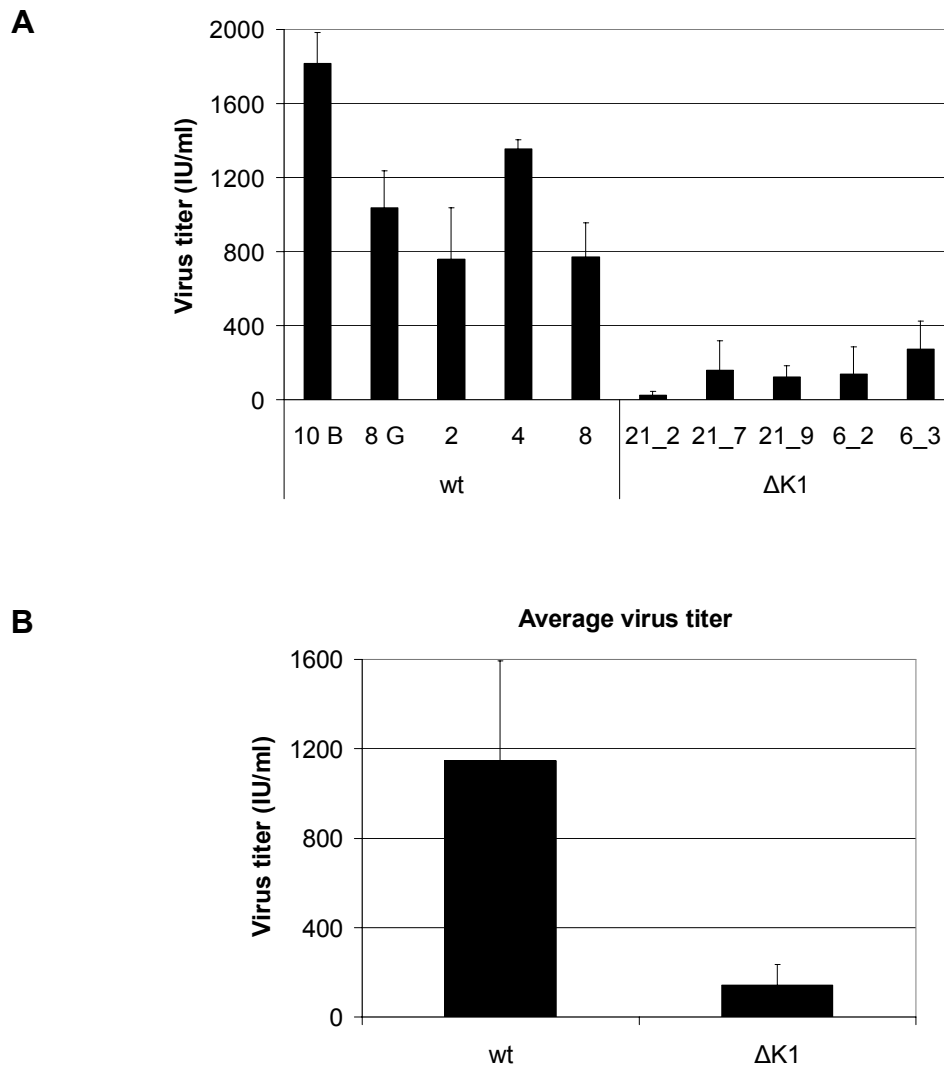 A
Virus titer (IU/ml)
2000
1600
1200
800
400
0
10 B 8 G 2 4 8 21_2 21_7 21_9 6_2 6_3
wt ΔK1
B
Average virus titer
Virus titer (IU/ml)
1600
1200
800
400
0
wt ΔK1